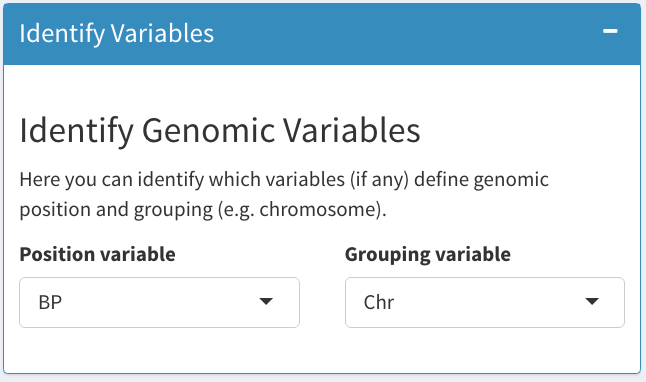 Identify Variables
Identify Genomic Variables
Here you can identify which variables (if any) define genomic
position and grouping (e.g. chromosome).
Position variable
Grouping variable
BP
Chr